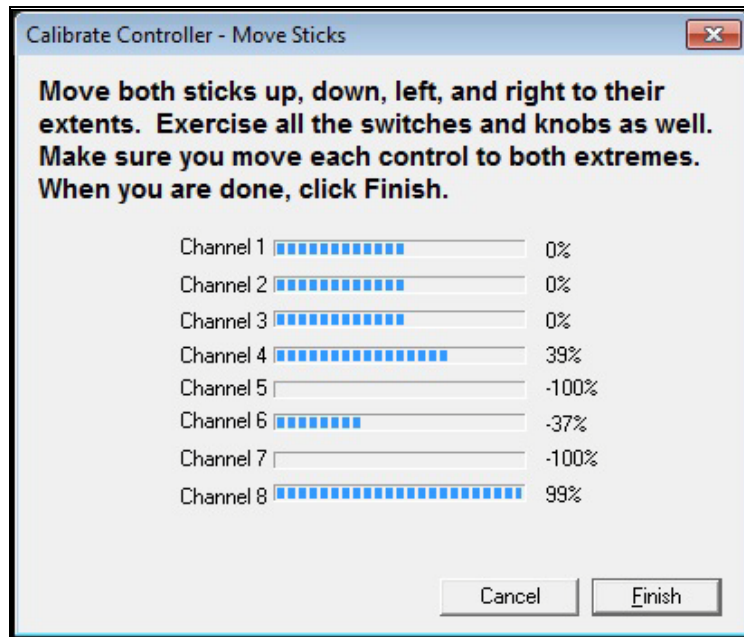 Calibrate Controller - Move Sticks
Move both sticks up, down, left, and right to their
extents. Exercise all the switches and knobs as well.
Make sure you move each control to both extremes.
When you are done, click Finish.
Channel 1 0%
Channel 2 0%
Channel 3 0%
Channel 4 39%
Channel 5 -100%
Channel 6 -37%
Channel 7 -100%
Channel 8 99%
Cancel Finish